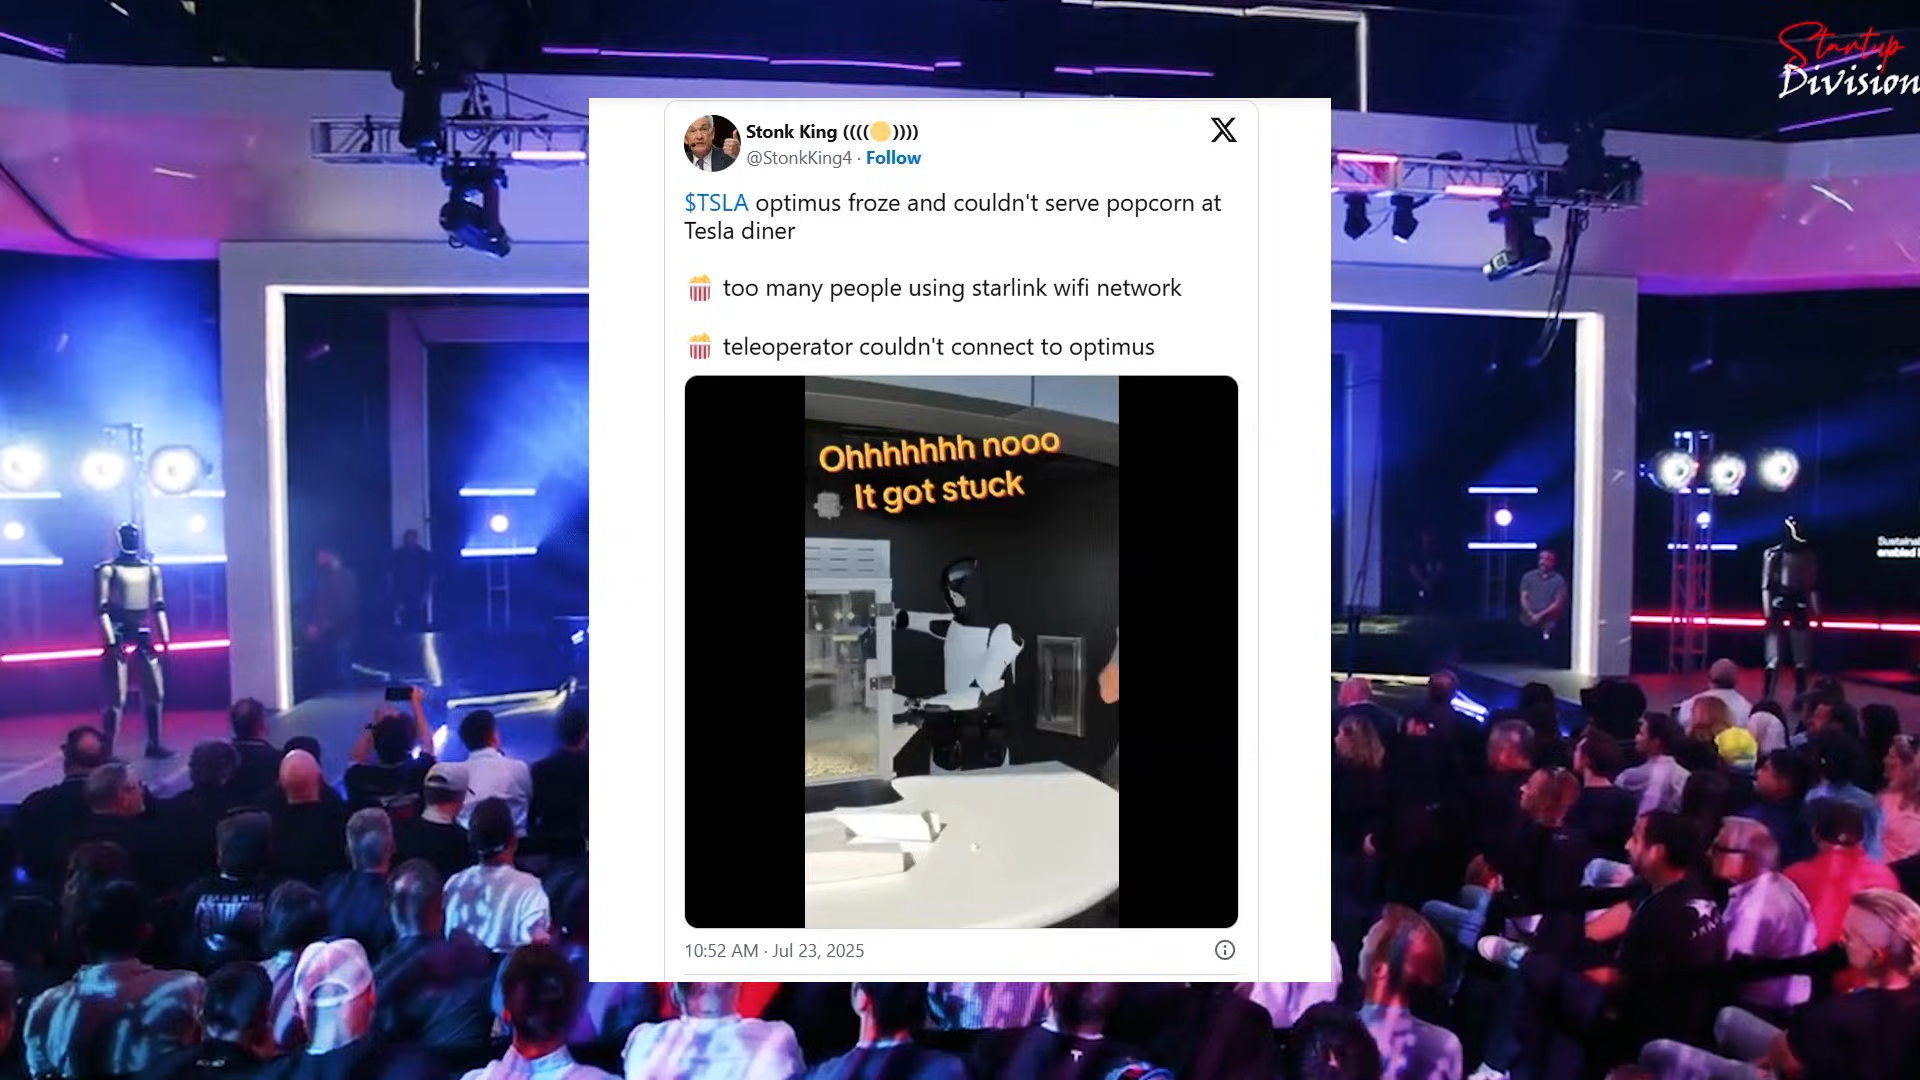 Startup
Division
Stonk King ((((🟡))))
@StonkKing4 · Follow
$TSLA optimus froze and couldn't serve popcorn at
Tesla diner
🍿 too many people using starlink wifi network
🍿 teleoperator couldn't connect to optimus
Ohhhhhhh nooo
It got stuck
10:52 AM · Jul 23, 2025
enabled